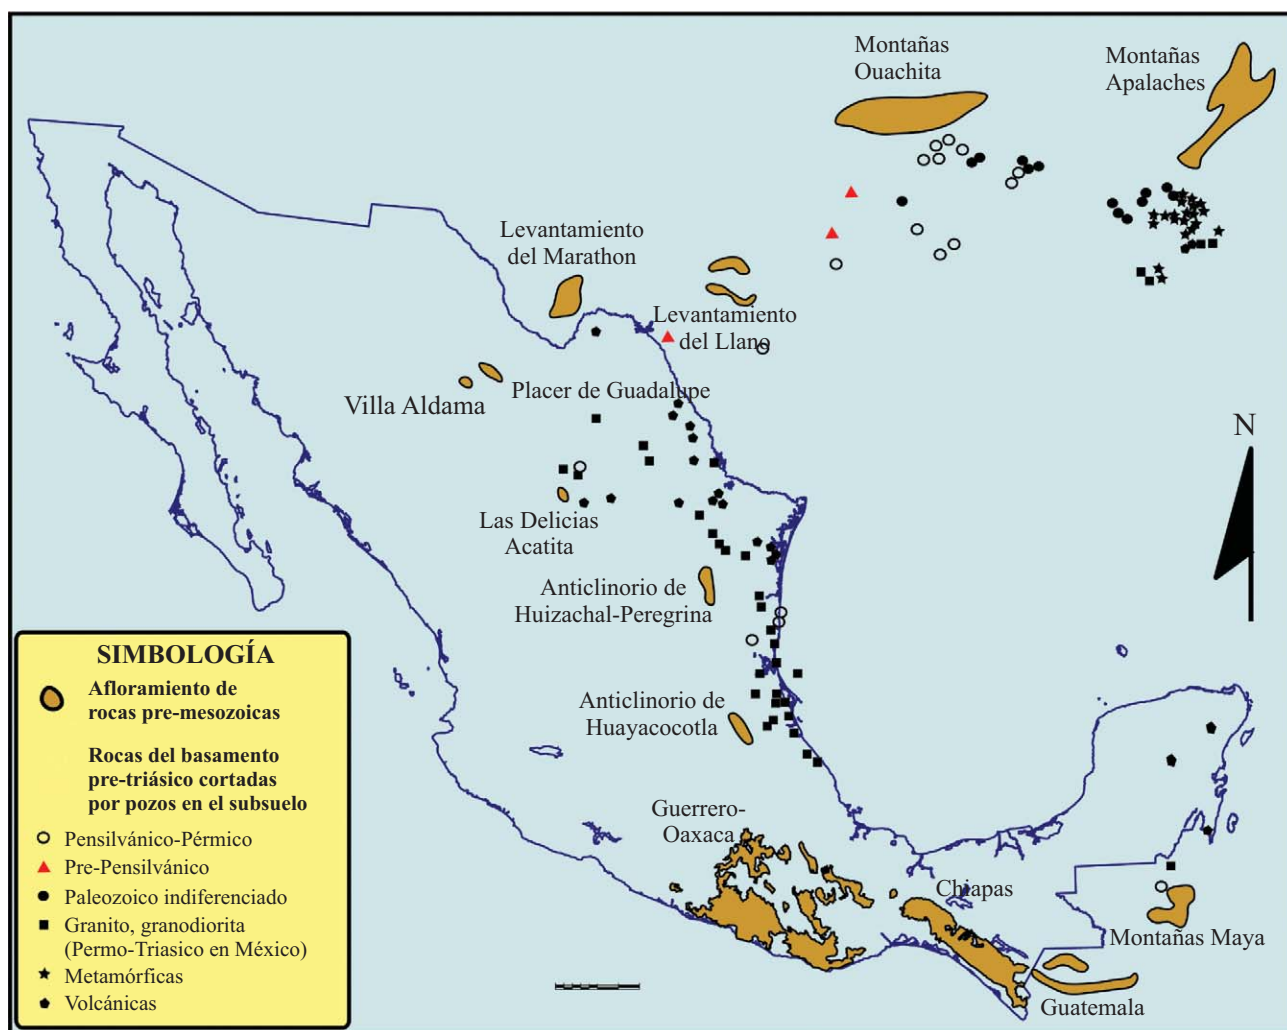 Montañas
Ouachita
Montañas
Apalaches
Levantamiento
del Marathon
Levantamiento
del Llano
Placer de Guadalupe
Villa Aldama
N
Las Delicias
Acatita
Anticlinorio de
Huizachal-Peregrina
Anticlinorio de
Huayacocotla
Guerrero-
Oaxaca
Chiapas
Montañas Maya
Guatemala
SIMBOLOGÍA
Afloramiento de
rocas pre-mesozoicas
Rocas del basamento
pre-triásico cortadas
por pozos en el subsuelo
Pensilvánico-Pérmico
Pre-Pensilvánico
Paleozoico indiferenciado
Granito, granodiorita
(Permo-Triasico en México)
Metamórficas
Volcánicas